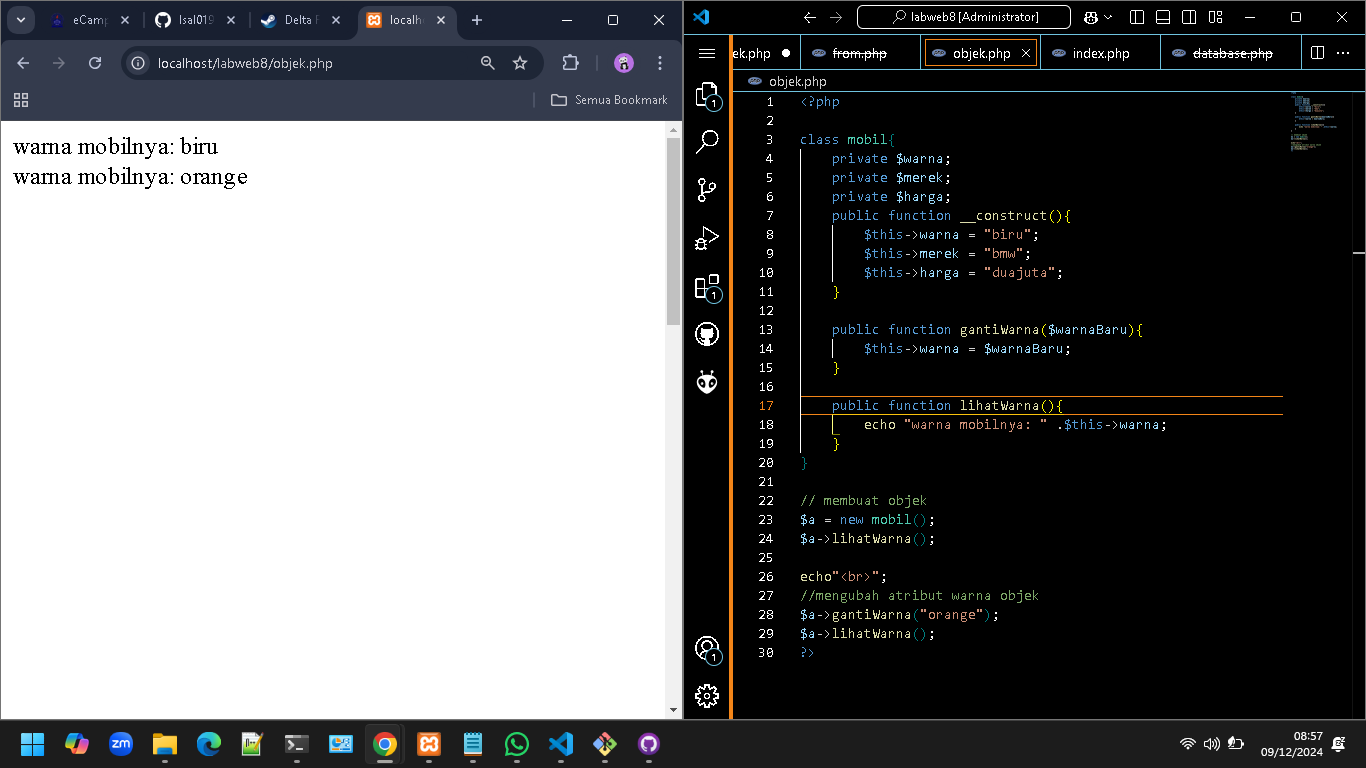 eCamp
Isal019
Delta F
localh
localhost/labweb8/objek.php
Semua Bookmark
warna mobilnya: biru
warna mobilnya: orange
labweb8 [Administrator]
ek.php
from.php
objek.php
index.php
database.php
objek.php
1 <?php
2
3 class mobil{
4 private $warna;
5 private $merek;
6 private $harga;
7 public function __construct(){
8 $this->warna = "biru";
9 $this->merek = "bmw";
10 $this->harga = "duajuta";
11 }
12
13 public function gantiWarna($warnaBaru){
14 $this->warna = $warnaBaru;
15 }
16
17 public function lihatWarna(){
18 echo "warna mobilnya: " .$this->warna;
19 }
20 }
21
22 // membuat objek
23 $a = new mobil();
24 $a->lihatWarna();
25
26 echo"<br>";
27 //mengubah atribut warna objek
28 $a->gantiWarna("orange");
29 $a->lihatWarna();
30 ?>
1
1
1
zm
08:57
09/12/2024